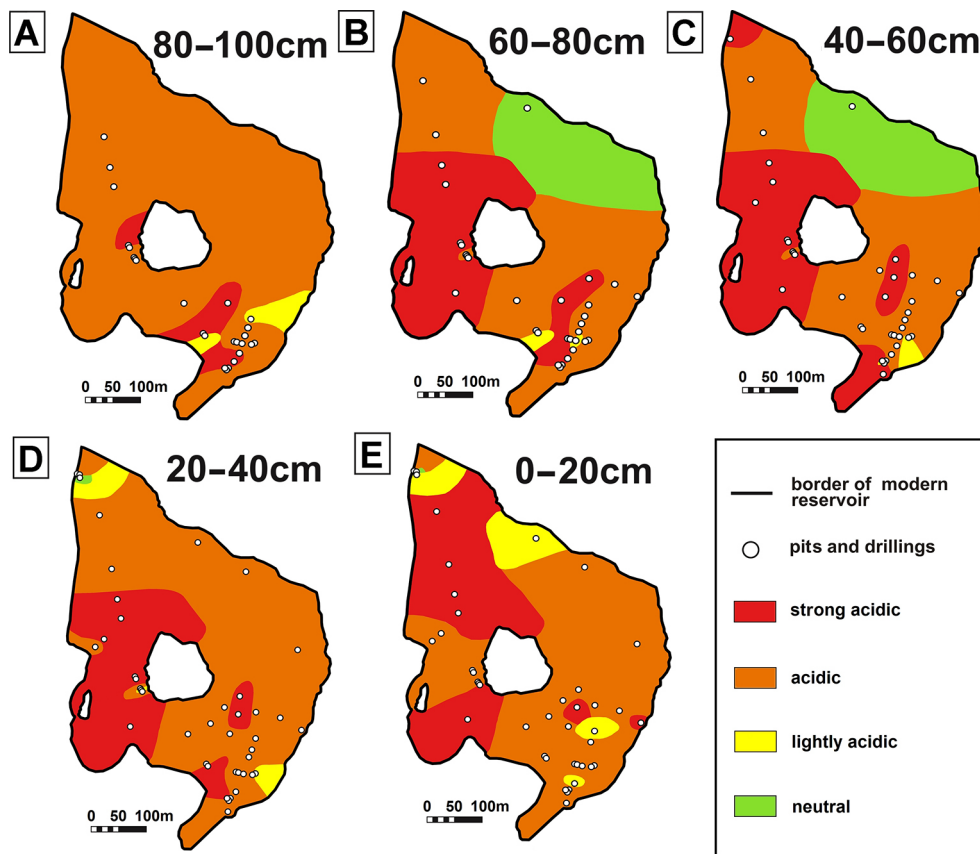 A
80–100cm
B
60–80cm
C
40–60cm
0 50 100m
0 50 100m
0 50 100m
D
20–40cm
E
0–20cm
0 50 100m
0 50 100m
border of modern
reservoir
pits and drillings
strong acidic
acidic
lightly acidic
neutral